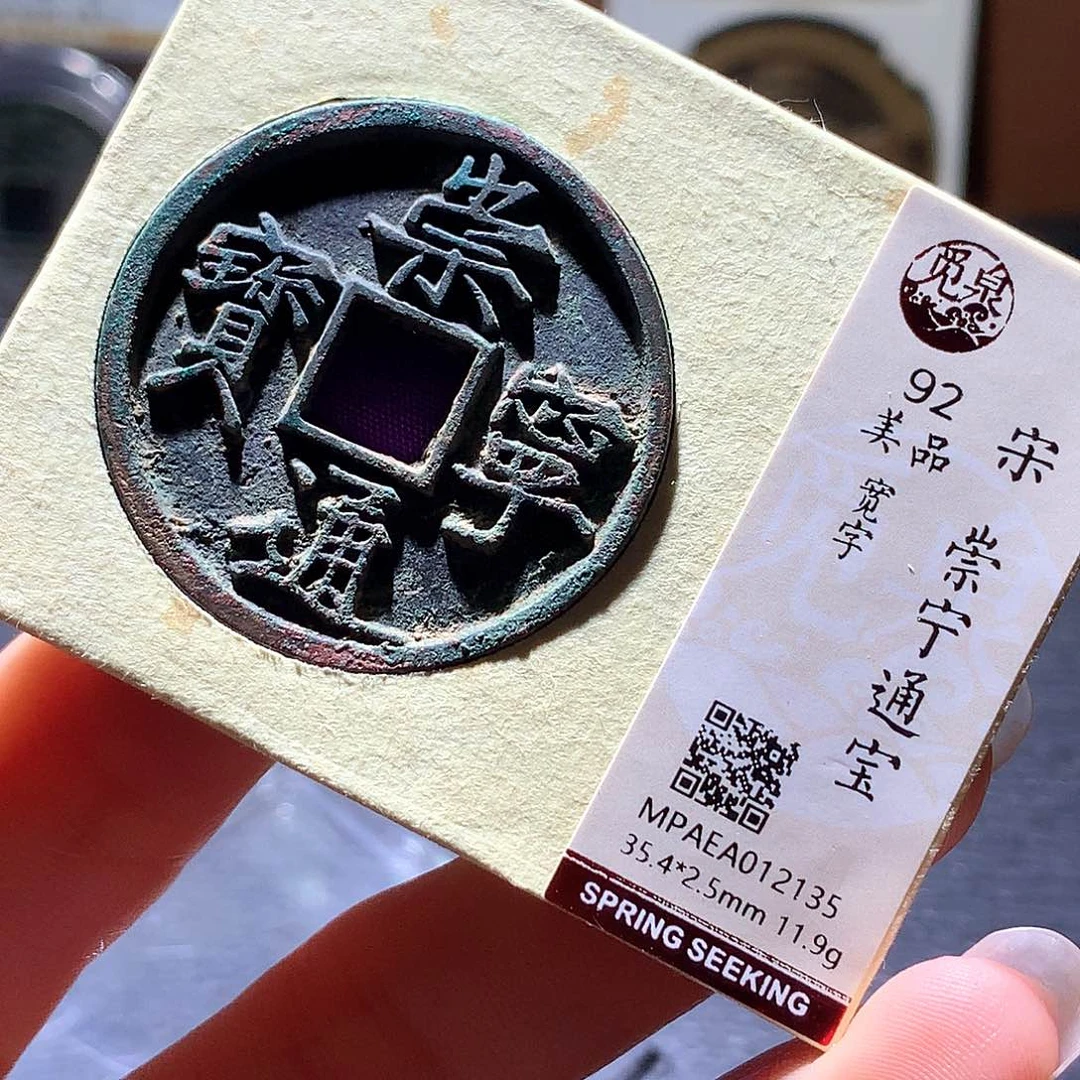 崇寧通寶
觅泉
92
美品
宽字
宋 崇宁通宝
MPAEA012135
35.4*2.5mm 11.9g
SPRING SEEKING